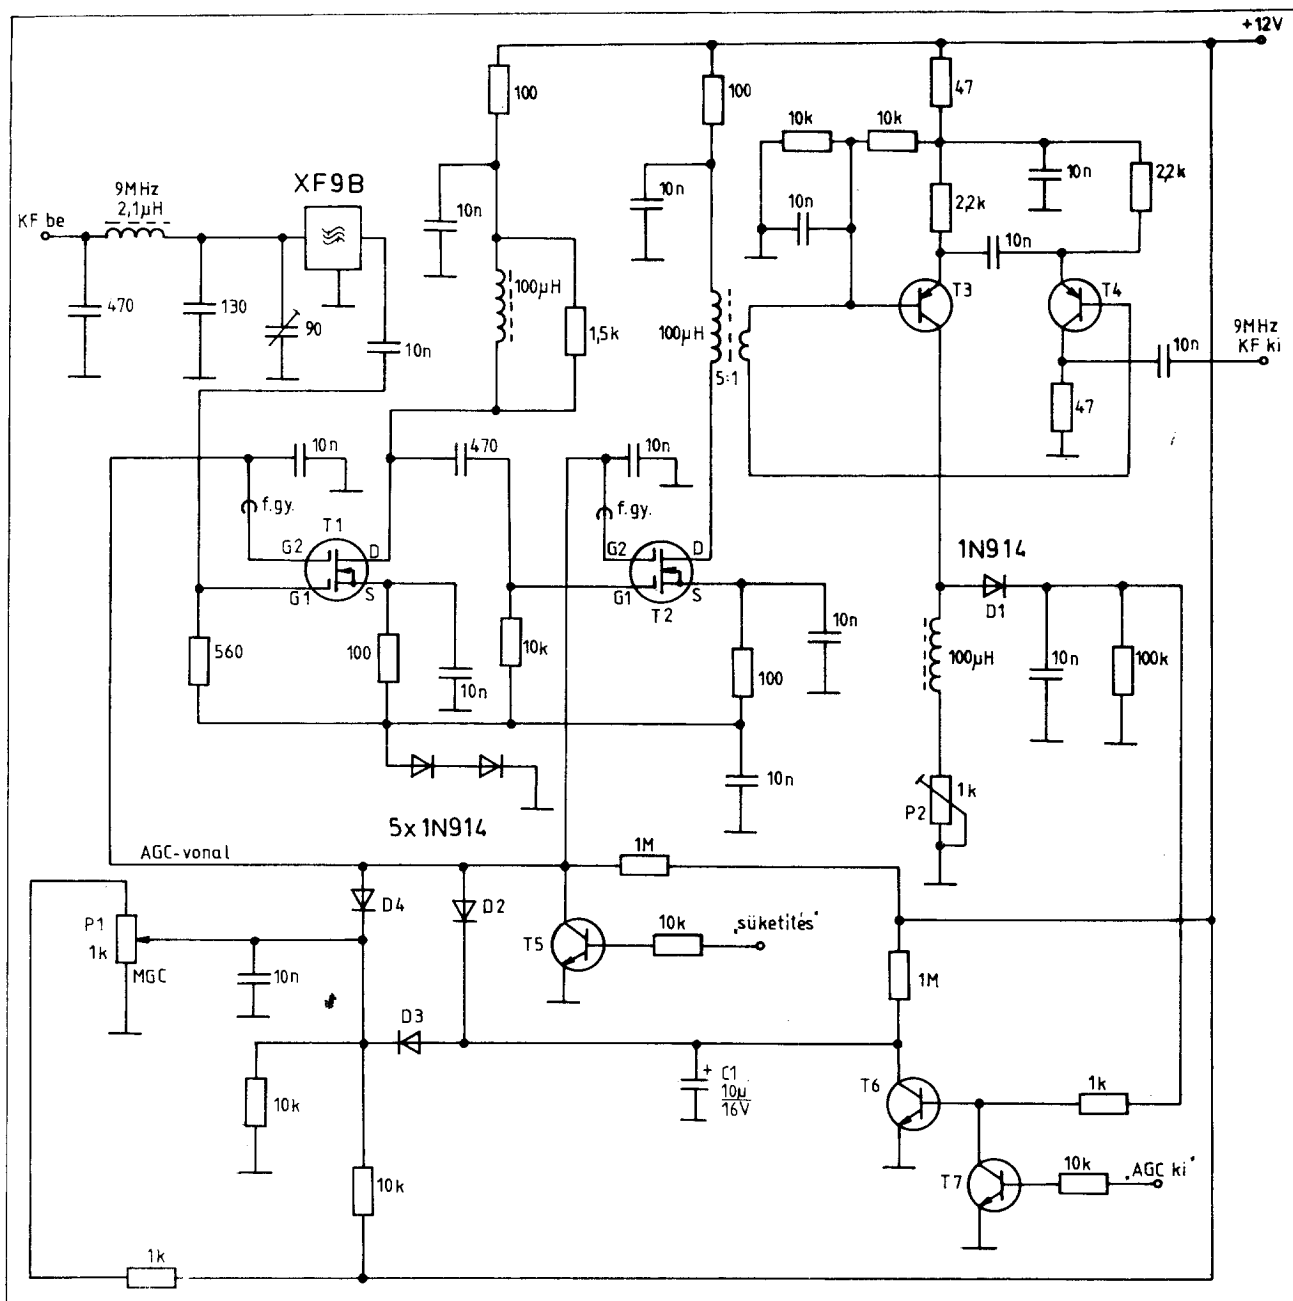 +12V
100
100
47
10k
10k
XF9B
9MHz
2,1µH
KF be
10n
10n
10n
10n
2,2k
2,2k
10n
470
130
90
10n
100µH
1,5k
100µH
5:1
T3
T4
9MHz
KF ki
10n
47
10n
470
10n
f.gy.
f.gy.
T1
G2
D
G1
S
G2
D
G1
S
T2
1N914
D1
560
100
10n
10k
100
10n
100µH
10n
100k
10n
1k
P2
5x1N914
AGC-vonal
1M
D4
D2
P1
1k
MGC
10n
T5
10k
„süketítés"
1M
D3
+ C1
10µ
16V
T6
1k
10k
10k
T7
10k
„AGC ki"
1k